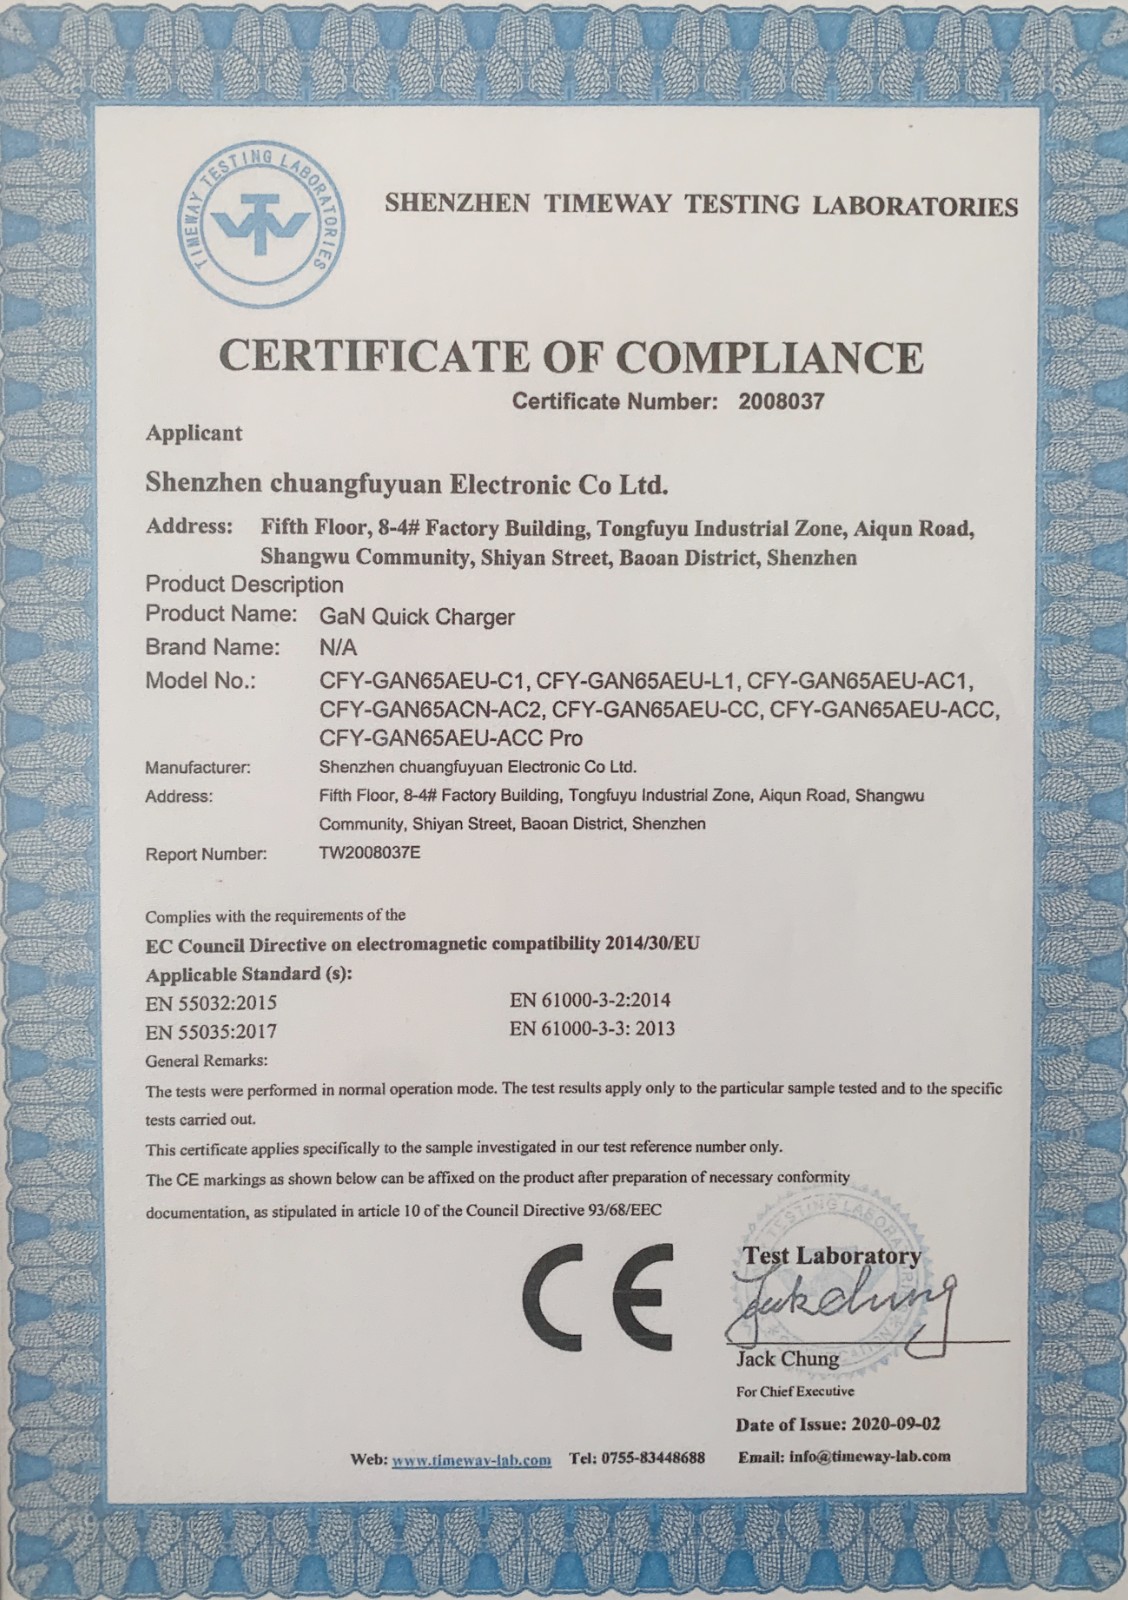 TIMEWAY TESTING LABORATORIES
SHENZHEN TIMEWAY TESTING LABORATORIES
CERTIFICATE OF COMPLIANCE
Certificate Number: 2008037
Applicant
Shenzhen chuangfuyuan Electronic Co Ltd.
Address: Fifth Floor, 8-4# Factory Building, Tongfuyu Industrial Zone, Aiqun Road,
Shangwu Community, Shiyan Street, Baoan District, Shenzhen
Product Description
Product Name: GaN Quick Charger
Brand Name: N/A
Model No.: CFY-GAN65AEU-C1, CFY-GAN65AEU-L1, CFY-GAN65AEU-AC1,
CFY-GAN65ACN-AC2, CFY-GAN65AEU-CC, CFY-GAN65AEU-ACC,
CFY-GAN65AEU-ACC Pro
Manufacturer: Shenzhen chuangfuyuan Electronic Co Ltd.
Address: Fifth Floor, 8-4# Factory Building, Tongfuyu Industrial Zone, Aiqun Road, Shangwu
Community, Shiyan Street, Baoan District, Shenzhen
Report Number: TW2008037E
Complies with the requirements of the
EC Council Directive on electromagnetic compatibility 2014/30/EU
Applicable Standard (s):
EN 55032:2015 EN 61000-3-2:2014
EN 55035:2017 EN 61000-3-3: 2013
General Remarks:
The tests were performed in normal operation mode. The test results apply only to the particular sample tested and to the specific
tests carried out.
This certificate applies specifically to the sample investigated in our test reference number only.
The CE markings as shown below can be affixed on the product after preparation of necessary conformity
documentation, as stipulated in article 10 of the Council Directive 93/68/EEC
CE
Test Laboratory
Jack Chung
Jack Chung
For Chief Executive
Date of Issue: 2020-09-02
Web: www.timeway-lab.com Tel: 0755-83448688 Email: info@timeway-lab.com